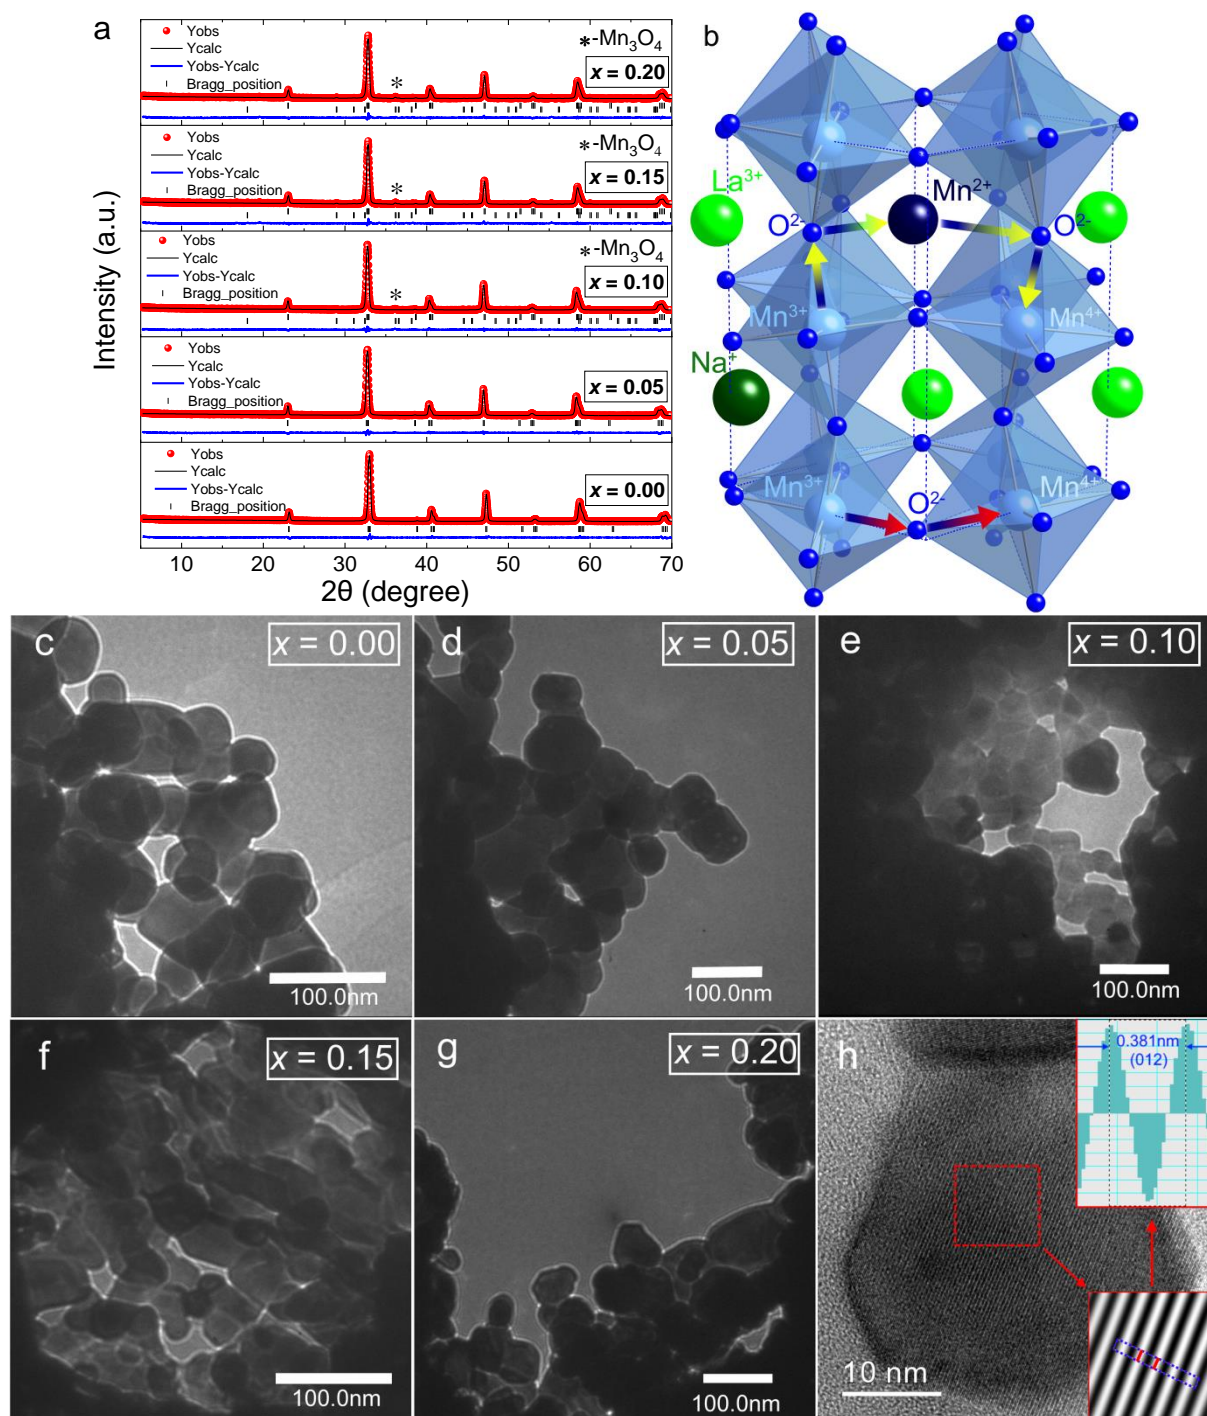 a
Intensity (a.u.)
Yobs
Ycalc
Yobs-Ycalc
Bragg_position
*-Mn₃O₄
x = 0.20
*
Yobs
Ycalc
Yobs-Ycalc
Bragg_position
*-Mn₃O₄
x = 0.15
*
Yobs
Ycalc
Yobs-Ycalc
Bragg_position
*-Mn₃O₄
x = 0.10
*
Yobs
Ycalc
Yobs-Ycalc
Bragg_position
x = 0.05
Yobs
Ycalc
Yobs-Ycalc
Bragg_position
x = 0.00
10 20 30 40 50 60 70
2θ (degree)
b
La³⁺
Mn²⁺
O²⁻
O²⁻
Mn³⁺
Mn⁴⁺
Na⁺
Mn³⁺
O²⁻
Mn⁴⁺
c
x = 0.00
100.0nm
d
x = 0.05
100.0nm
e
x = 0.10
100.0nm
f
x = 0.15
100.0nm
g
x = 0.20
100.0nm
h
0.381nm
(012)
10 nm